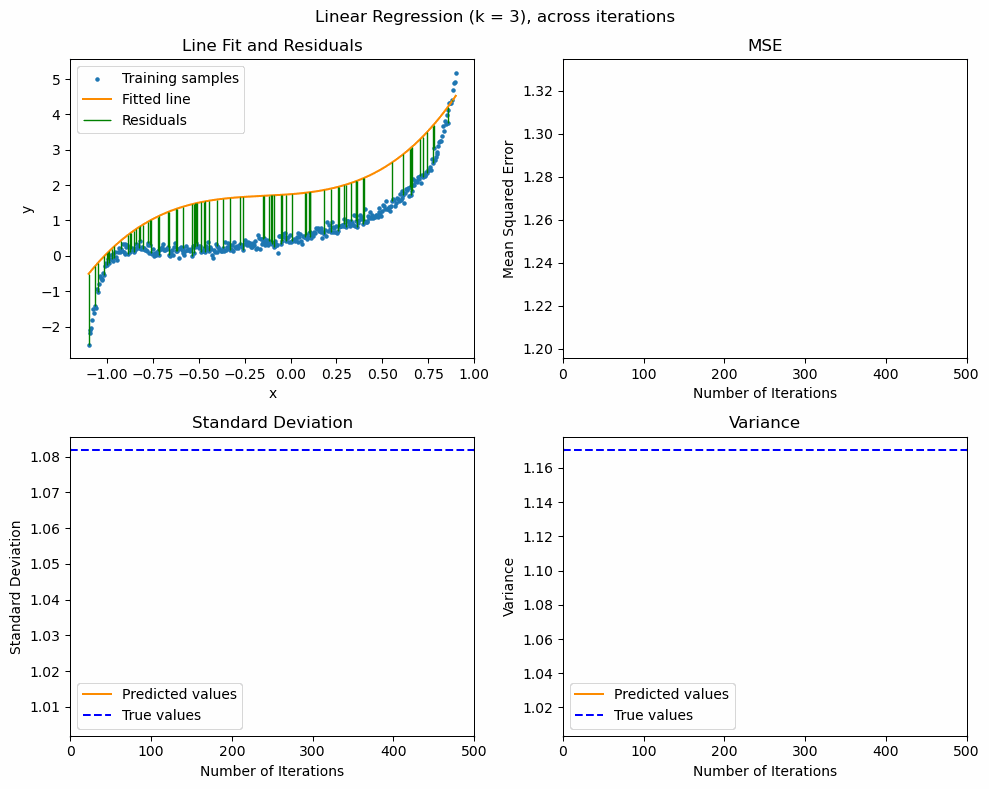 Linear Regression (k = 3), across iterations
Line Fit and Residuals
Training samples
Fitted line
Residuals
y
5
4
3
2
1
0
−1
−2
−1.00 −0.75 −0.50 −0.25 0.00 0.25 0.50 0.75 1.00
x
MSE
Mean Squared Error
1.32
1.30
1.28
1.26
1.24
1.22
1.20
0 100 200 300 400 500
Number of Iterations
Standard Deviation
Standard Deviation
1.08
1.07
1.06
1.05
1.04
1.03
1.02
1.01
Predicted values
True values
0 100 200 300 400 500
Number of Iterations
Variance
Variance
1.16
1.14
1.12
1.10
1.08
1.06
1.04
1.02
Predicted values
True values
0 100 200 300 400 500
Number of Iterations